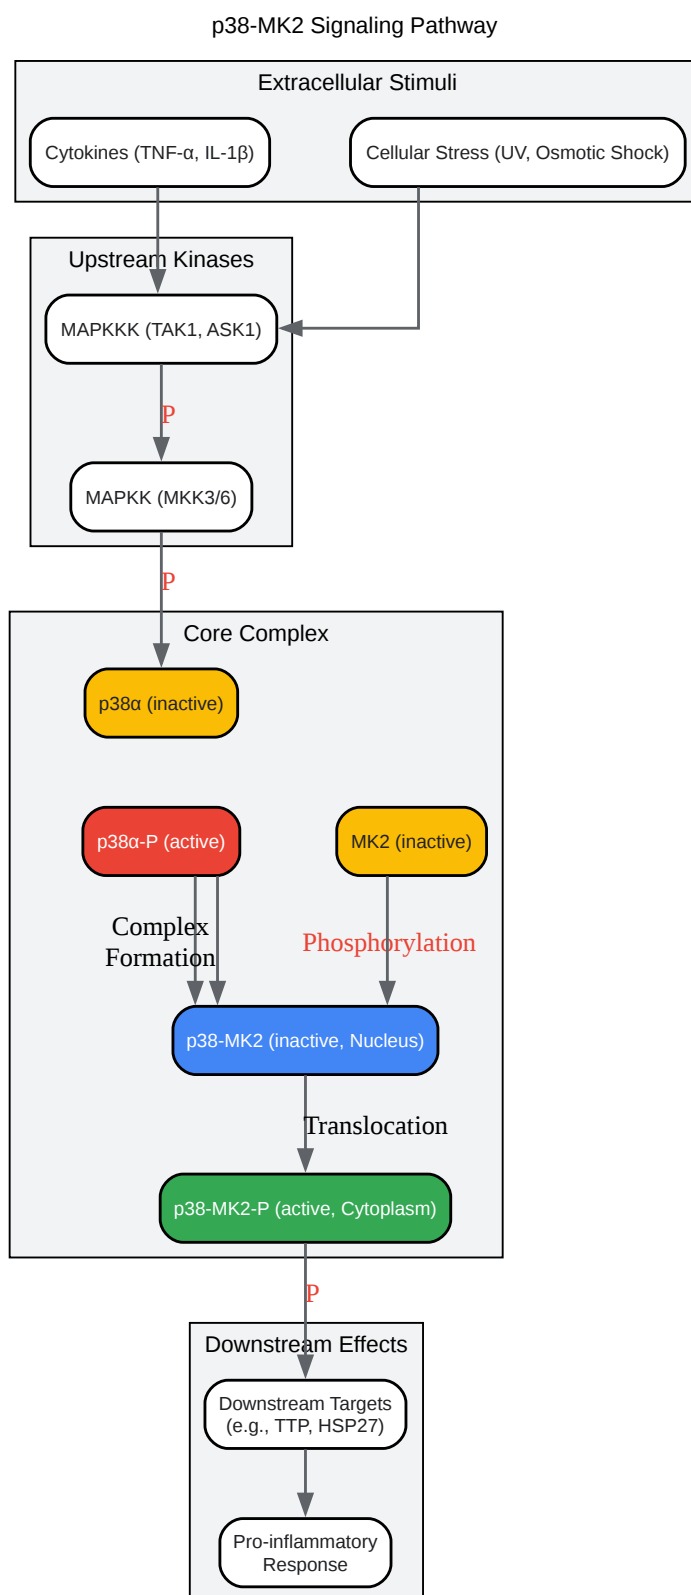 p38-MK2 Signaling Pathway
Extracellular Stimuli
Cytokines (TNF-α, IL-1β)
Cellular Stress (UV, Osmotic Shock)
Upstream Kinases
MAPKKK (TAK1, ASK1)
P
MAPKK (MKK3/6)
P
Core Complex
p38α (inactive)
p38α-P (active)
MK2 (inactive)
Complex
Formation
Phosphorylation
p38-MK2 (inactive, Nucleus)
Translocation
p38-MK2-P (active, Cytoplasm)
P
Downstream Effects
Downstream Targets
(e.g., TTP, HSP27)
Pro-inflammatory
Response